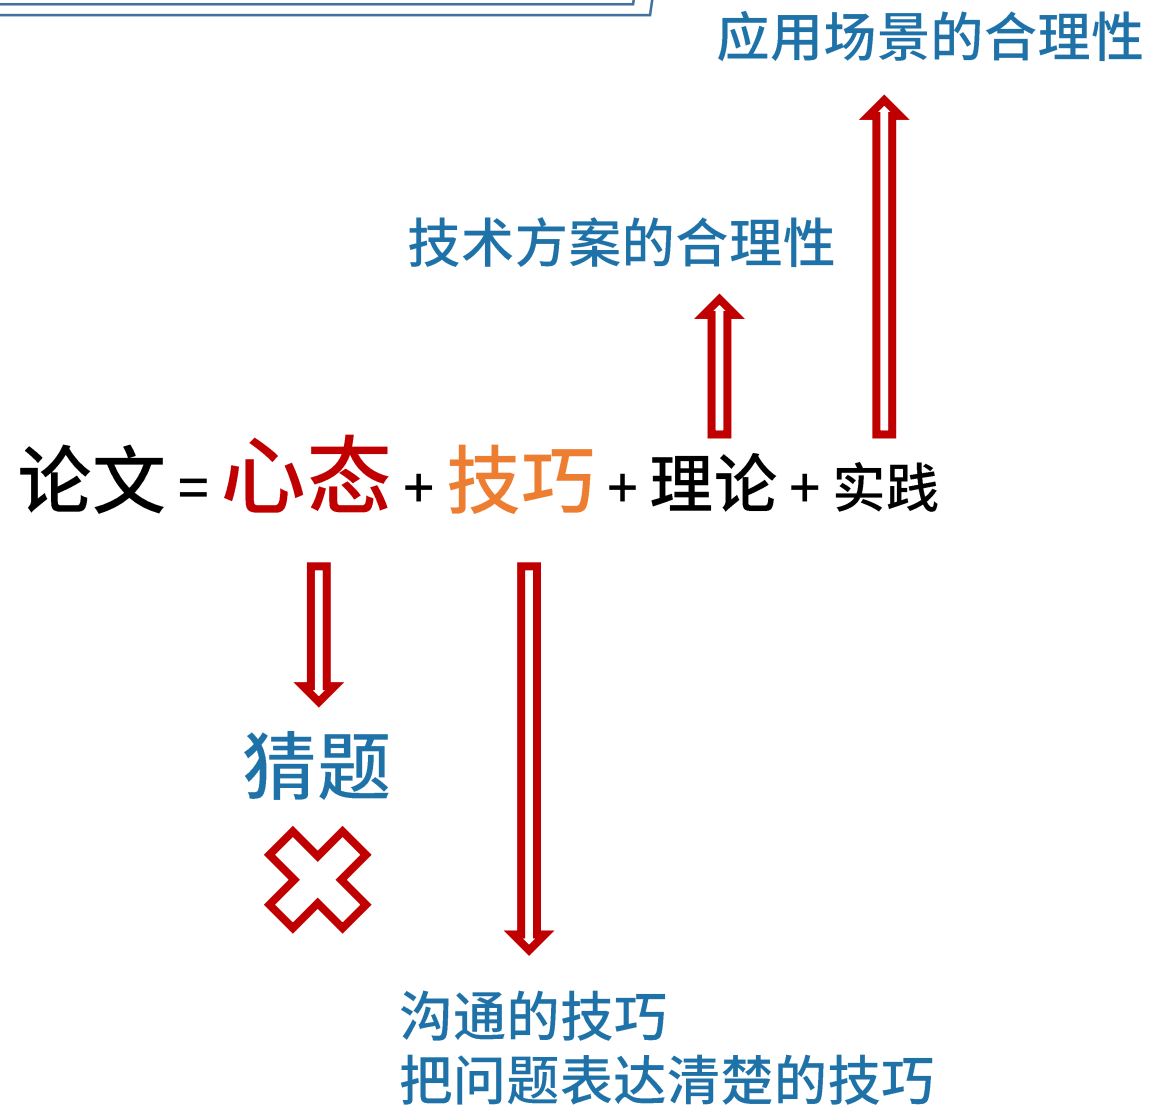 应用场景的合理性
技术方案的合理性
论文=心态+技巧+理论+实践
猜题
沟通的技巧
把问题表达清楚的技巧